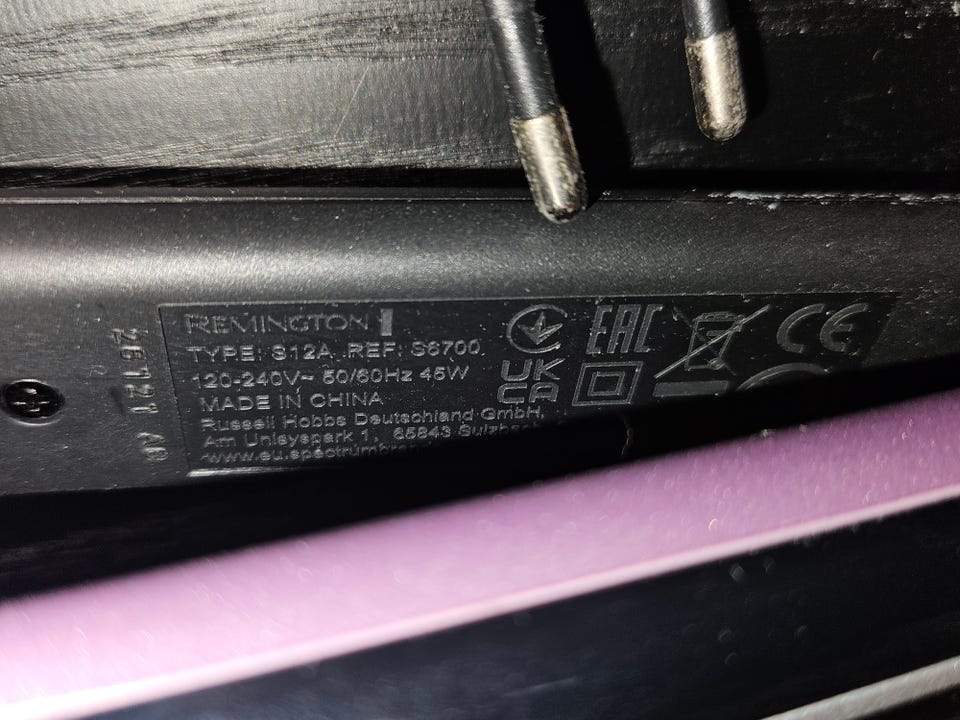 REMINGTON
TYPE: S12A REF: S6700
120-240V~ 50/60Hz 45W
MADE IN CHINA
Russell Hobbs Deutschland GmbH,
Am Unisyspark 1, 65843
EAC
UK
CA
CE